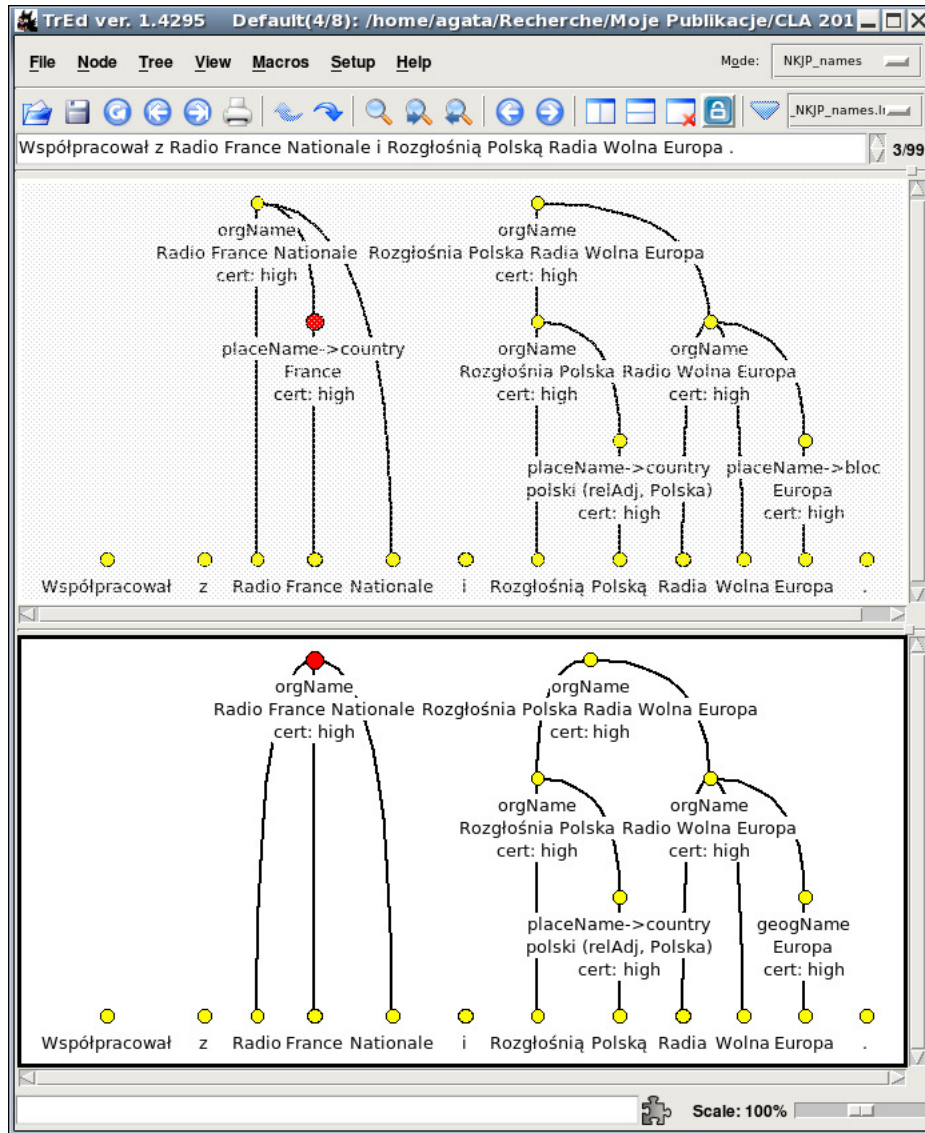 TrEd ver. 1.4295 Default(4/8): /home/agata/Recherche/Moje Publikacje/CLA 201
File Node Tree View Macros Setup Help Mode: NKJP_names
_NKJP_names.li
Współpracował z Radio France Nationale i Rozgłośnią Polską Radia Wolna Europa . 3/99
orgName orgName
Radio France Nationale Rozgłośnia Polska Radia Wolna Europa
cert: high cert: high
placeName->country orgName orgName
France Rozgłośnia Polska Radio Wolna Europa
cert: high cert: high cert: high
placeName->country placeName->bloc
polski (relAdj, Polska) Europa
cert: high cert: high
Współpracował z Radio France Nationale i Rozgłośnią Polską Radia Wolna Europa .
orgName orgName
Radio France Nationale Rozgłośnia Polska Radia Wolna Europa
cert: high cert: high
orgName orgName
Rozgłośnia Polska Radio Wolna Europa
cert: high cert: high
placeName->country geogName
polski (relAdj, Polska) Europa
cert: high cert: high
Współpracował z Radio France Nationale i Rozgłośnią Polską Radia Wolna Europa .
Scale: 100%